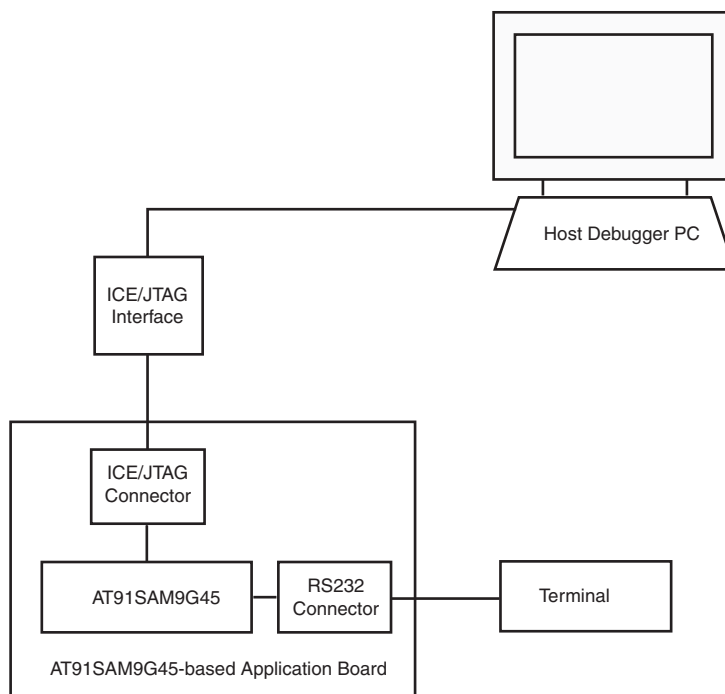 Host Debugger PC
ICE/JTAG
Interface
ICE/JTAG
Connector
AT91SAM9G45
RS232
Connector
Terminal
AT91SAM9G45-based Application Board